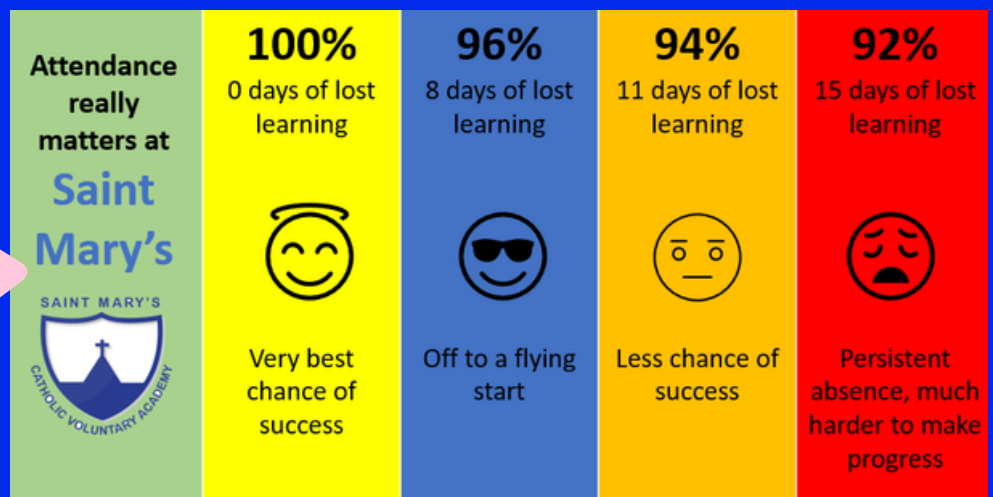 Attendance
really
matters at
Saint
Mary's
SAINT MARY'S
CATHOLIC VOLUNTARY ACADEMY
100%
0 days of lost
learning
Very best
chance of
success
96%
8 days of lost
learning
Off to a flying
start
94%
11 days of lost
learning
Less chance of
success
92%
15 days of lost
learning
Persistent
absence, much
harder to make
progress